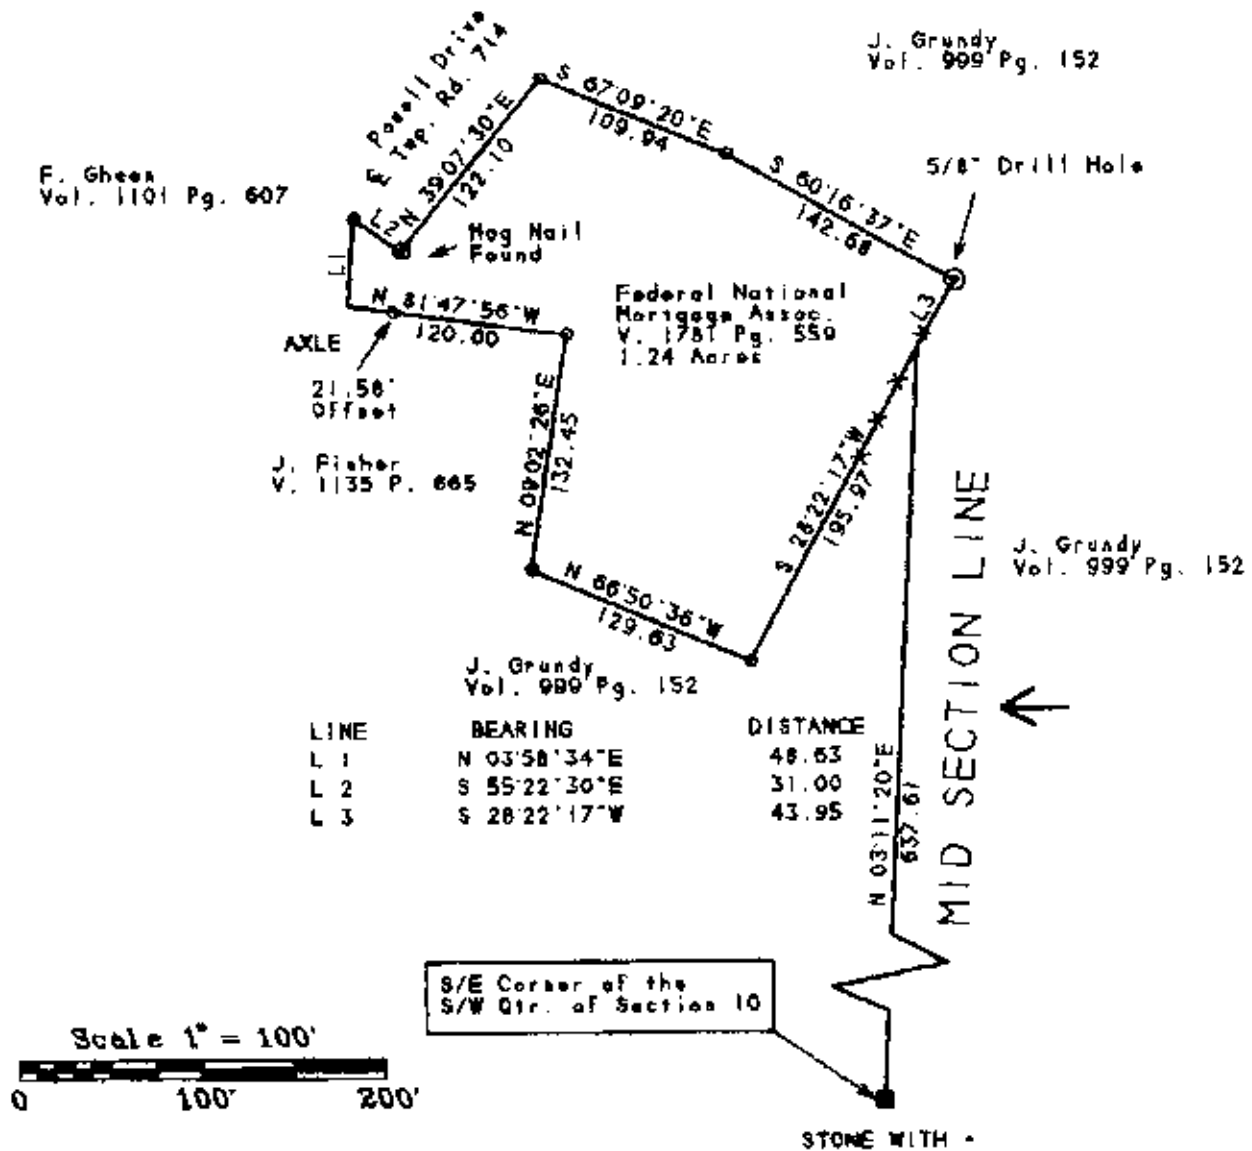 Powell Drive
E Twp. Rd. 714
J. Grundy
Vol. 999 Pg. 152
S 67°09'20"E
109.94
F. Gheen
Vol. 1101 Pg. 607
N 39°07'30"E
122.10
5/8" Drill Hole
S 60°16'37"E
142.68
L2
Mag Nail
Found
L1
L3
N 81°47'56"W
120.00
Federal National
Mortgage Assoc.
V. 1781 Pg. 559
1.24 Acres
AXLE
21.58'
Offset
J. Fisher
V. 1135 P. 665
N 09°02'26"E
132.45
S 28°22'17"W
195.97
MID SECTION LINE
J. Grundy
Vol. 999 Pg. 152
N 66°50'36"W
129.63
J. Grundy
Vol. 999 Pg. 152
LINE BEARING DISTANCE
L 1 N 03°58'34"E 48.63
L 2 S 55°22'30"E 31.00
L 3 S 28°22'17"W 43.95
N 03°11'20"E
637.61
S/E Corner of the
S/W Qtr. of Section 10
Scale 1" = 100'
0 100' 200'
STONE WITH